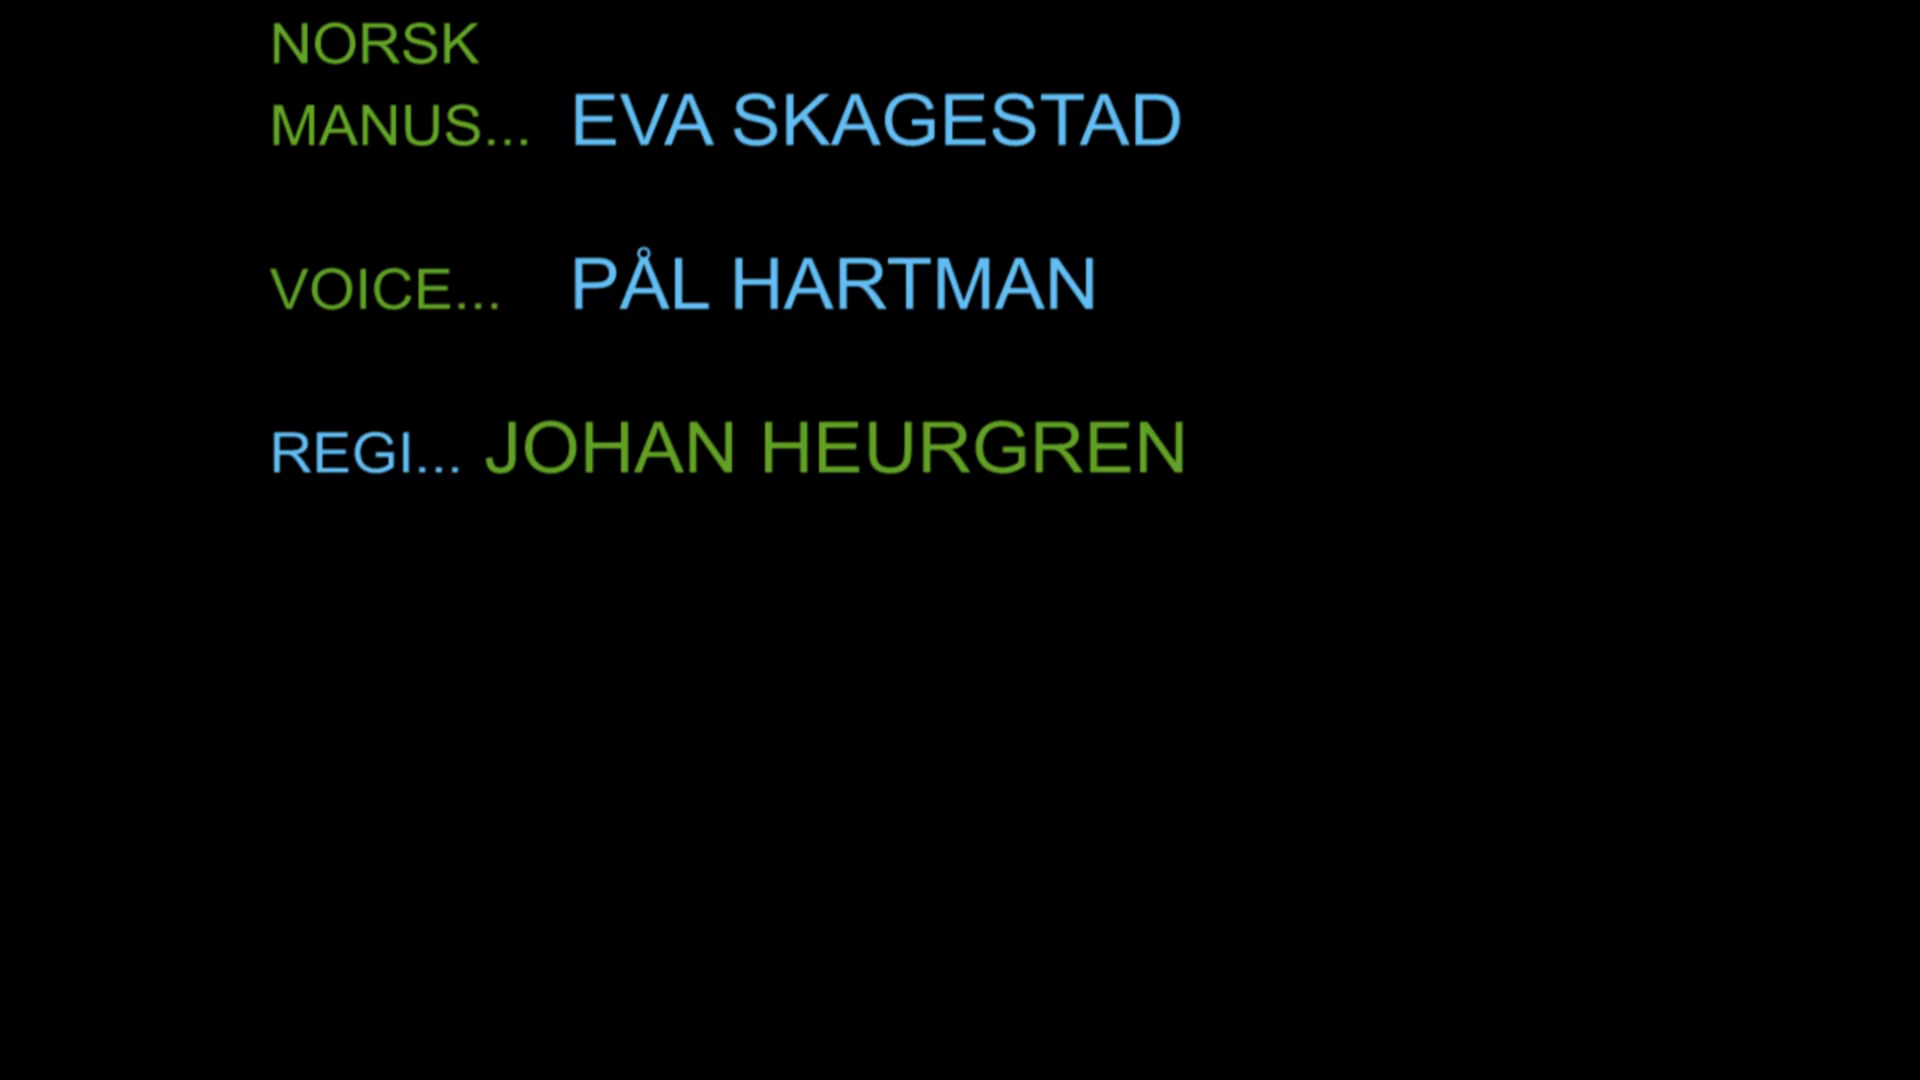 NORSK
MANUS... EVA SKAGESTAD
VOICE... PÅL HARTMAN
REGI... JOHAN HEURGREN